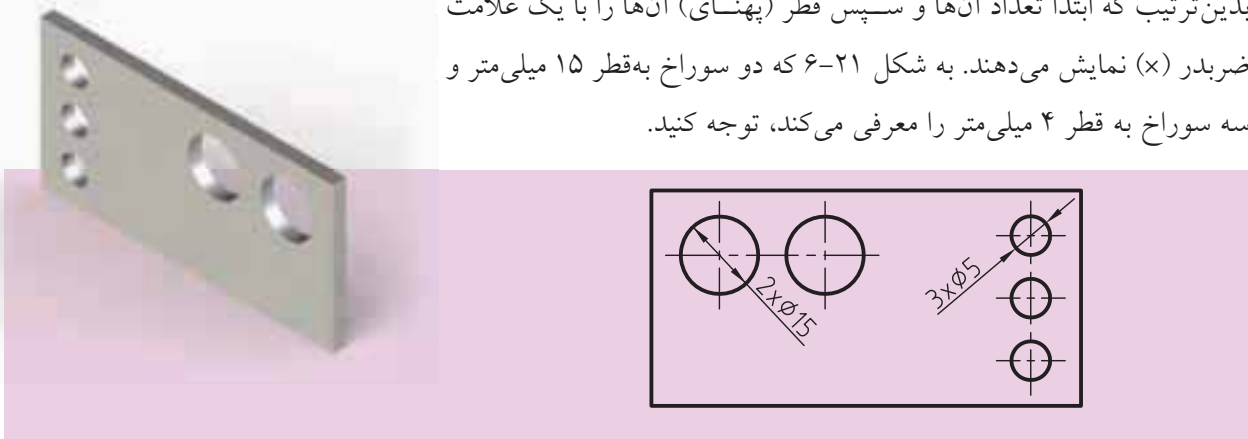 بدین‌ترتیب که ابتدا تعداد آن‌ها و سپس قطر (پهنای) آن‌ها را با یک علامت
ضربدر (×) نمایش می‌دهند. به شکل ۲۱-۶ که دو سوراخ به‌قطر ۱۵ میلی‌متر و
سه سوراخ به قطر ۴ میلی‌متر را معرفی می‌کند، توجه کنید.
2xø15
3xø5